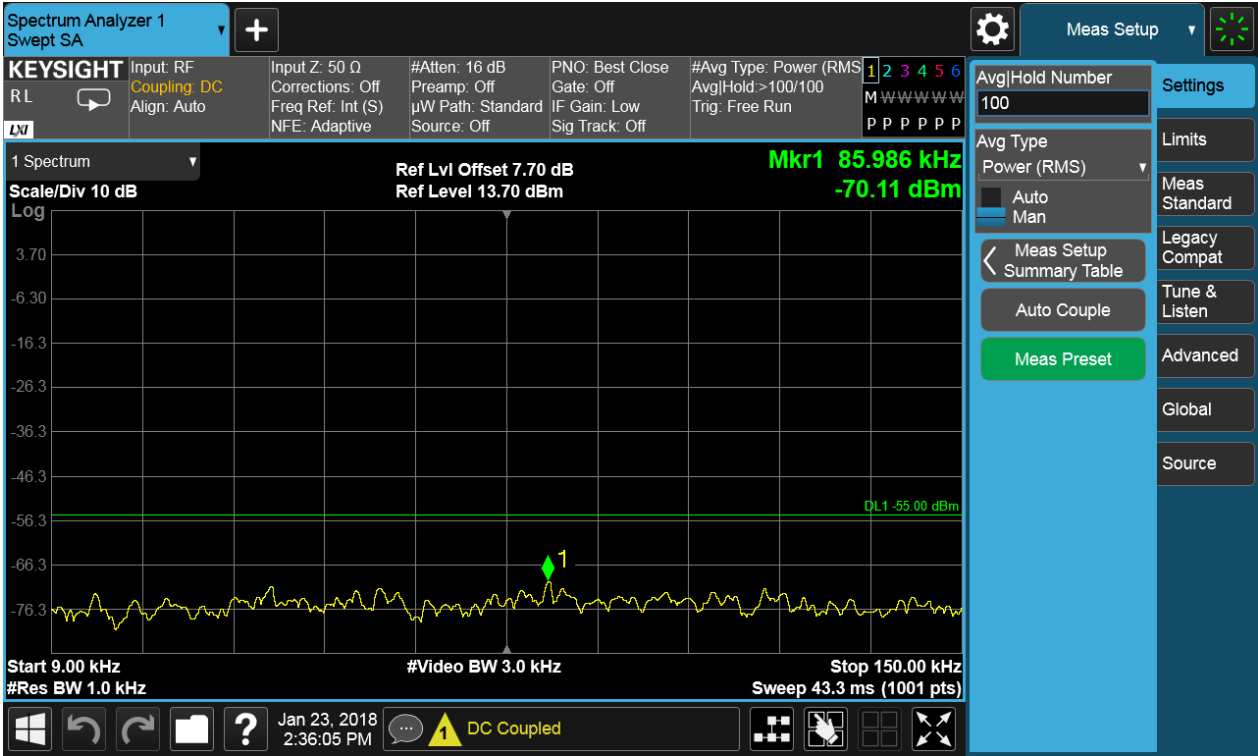 Spectrum Analyzer 1
Swept SA
+
Meas Setup
KEYSIGHT
R L
LXI
Input: RF
Coupling: DC
Align: Auto
Input Z: 50 Ω
Corrections: Off
Freq Ref: Int (S)
NFE: Adaptive
#Atten: 16 dB
Preamp: Off
µW Path: Standard
Source: Off
PNO: Best Close
Gate: Off
IF Gain: Low
Sig Track: Off
#Avg Type: Power (RMS
Avg|Hold:>100/100
Trig: Free Run
1 2 3 4 5 6
M W W W W W
P P P P P P
1 Spectrum
Scale/Div 10 dB
Log
Ref Lvl Offset 7.70 dB
Ref Level 13.70 dBm
Mkr1 85.986 kHz
-70.11 dBm
3.70
-6.30
-16.3
-26.3
-36.3
-46.3
-56.3
-66.3
-76.3
DL1 -55.00 dBm
1
Start 9.00 kHz
#Res BW 1.0 kHz
#Video BW 3.0 kHz
Stop 150.00 kHz
Sweep 43.3 ms (1001 pts)
Avg|Hold Number
100
Avg Type
Power (RMS)
Auto
Man
Meas Setup
Summary Table
Auto Couple
Meas Preset
Settings
Limits
Meas
Standard
Legacy
Compat
Tune &
Listen
Advanced
Global
Source
?
Jan 23, 2018
2:36:05 PM
1
DC Coupled